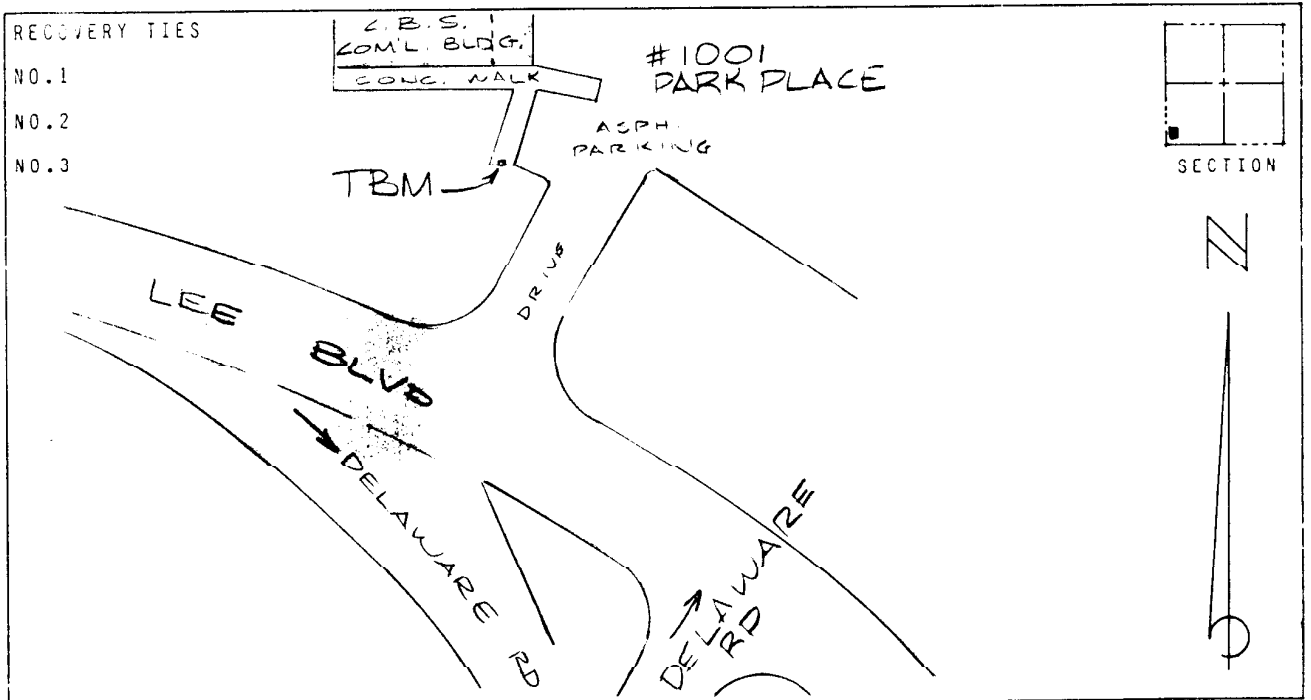 RECOVERY TIES
NO.1
NO.2
NO.3
C.B.S.
COM'L. BLDG.
CONC. WALK
#1001
PARK PLACE
ASPH.
PARKING
TBM
SECTION
N
DRIVE
LEE BLVD
DELAWARE RD
DELAWARE
RD